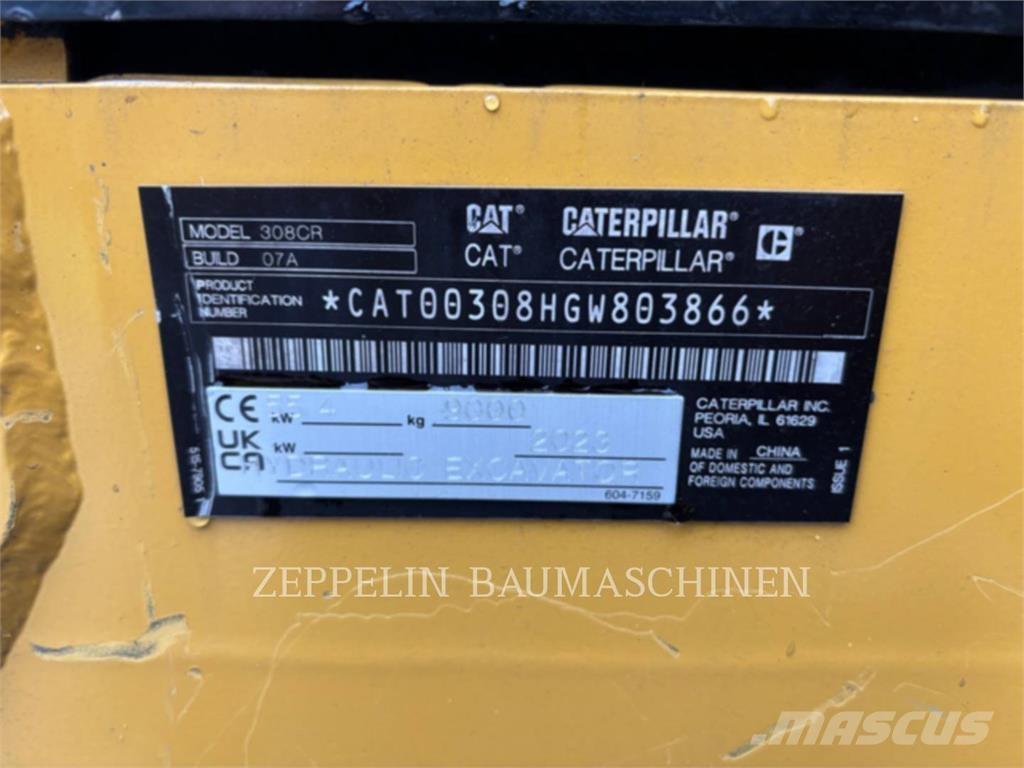 MODEL 308CR
BUILD 07A
CAT® CATERPILLAR®
CAT® CATERPILLAR®
PRODUCT
IDENTIFICATION
NUMBER
*CAT00308HGW803866*
CE
kW kg 9000
UK
CA
kW 2023
HYDRAULIC EXCAVATOR
604-7159
515-7905
CATERPILLAR INC.
PEORIA, IL 61629
USA
MADE IN CHINA
OF DOMESTIC AND
FOREIGN COMPONENTS
ISSUE 1
ZEPPELIN BAUMASCHINEN
MASCUS